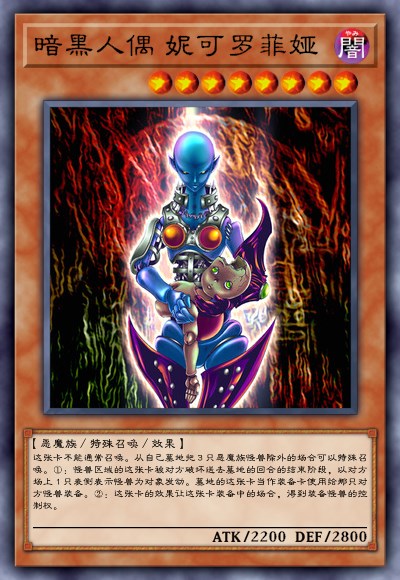 暗黑人偶 妮可罗菲娅
闇
やみ
【恶魔族/特殊召唤/效果】
这张卡不能通常召唤。从自己墓地把3只恶魔族怪兽除外的场合可以特殊召
唤。①：怪兽区域的这张卡被对方破坏送去墓地的回合的结束阶段，以对方
场上1只表侧表示怪兽为对象发动。墓地的这张卡当作装备卡使用给那只对
方怪兽装备。②：这张卡的效果让这张卡装备中的场合，得到装备怪兽的控
制权。
ATK/2200 DEF/2800